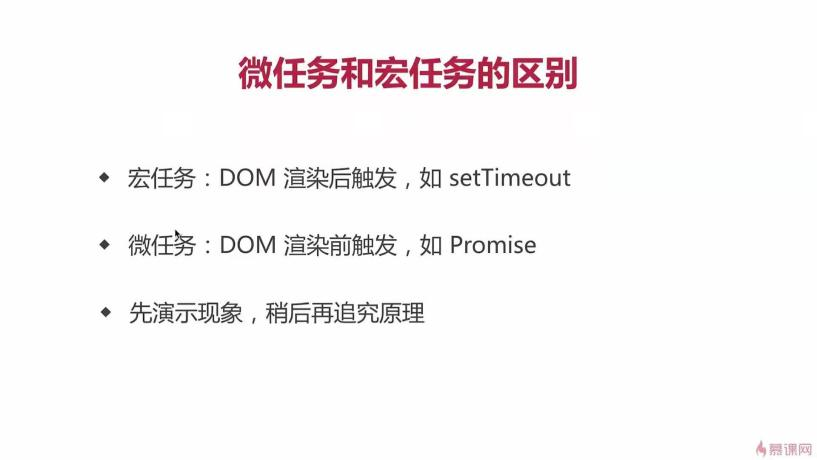 微任务和宏任务的区别
◆ 宏任务：DOM 渲染后触发，如 setTimeout
◆ 微任务：DOM 渲染前触发，如 Promise
◆ 先演示现象，稍后再追究原理
慕课网